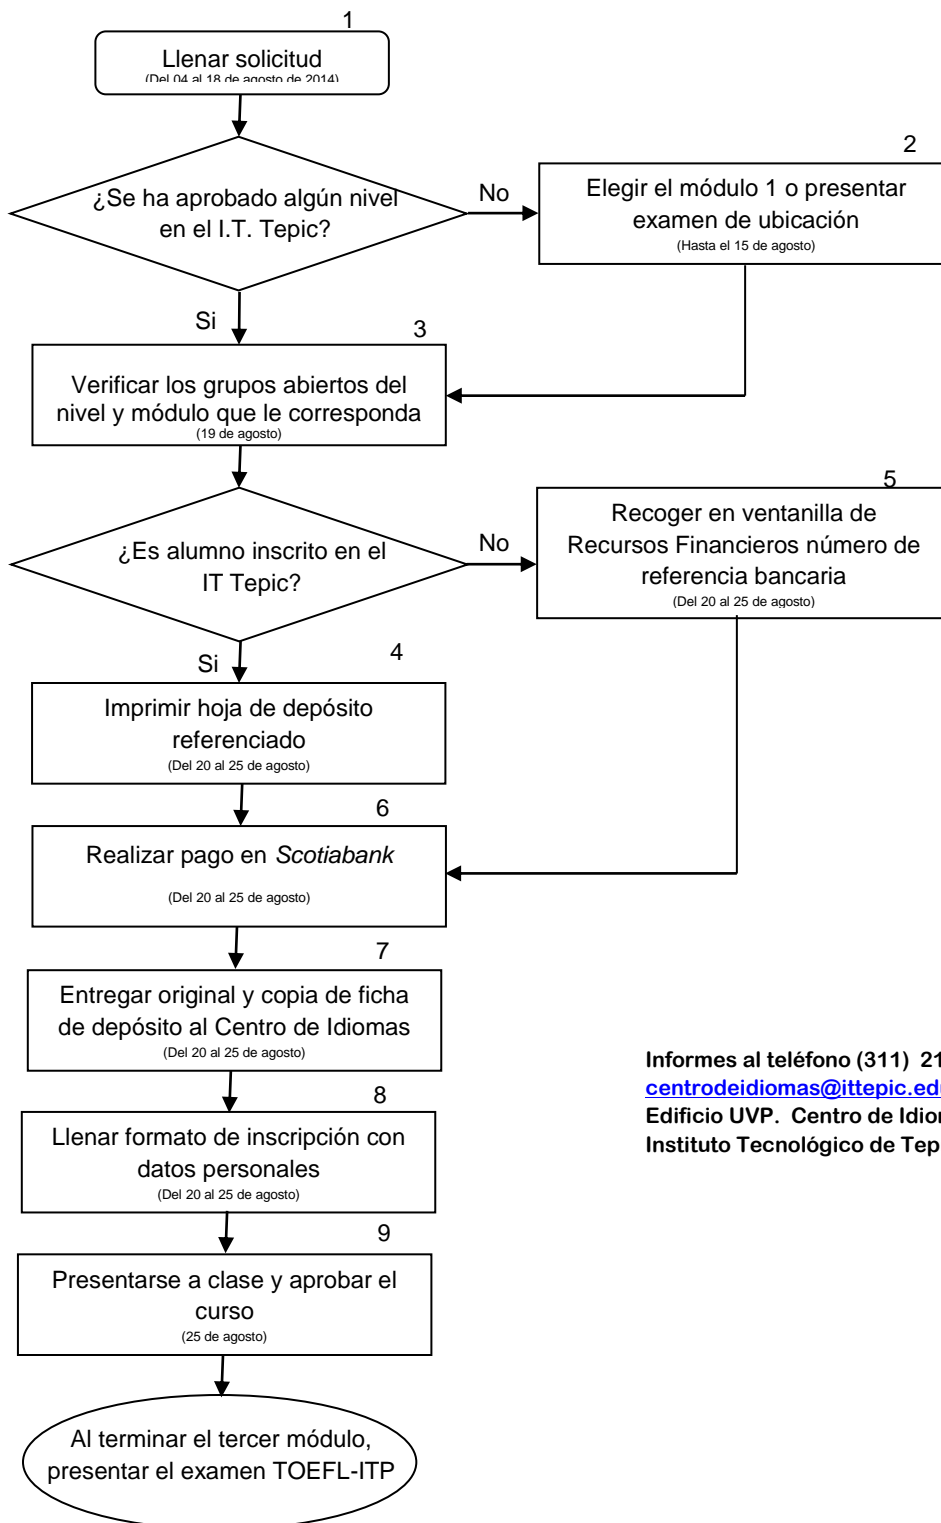 1
Llenar solicitud
(Del 04 al 18 de agosto de 2014)
¿Se ha aprobado algún nivel
en el I.T. Tepic?
No
2
Elegir el módulo 1 o presentar
examen de ubicación
(Hasta el 15 de agosto)
Si
3
Verificar los grupos abiertos del
nivel y módulo que le corresponda
(19 de agosto)
¿Es alumno inscrito en el
IT Tepic?
No
5
Recoger en ventanilla de
Recursos Financieros número de
referencia bancaria
(Del 20 al 25 de agosto)
Si
4
Imprimir hoja de depósito
referenciado
(Del 20 al 25 de agosto)
6
Realizar pago en Scotiabank
(Del 20 al 25 de agosto)
7
Entregar original y copia de ficha
de depósito al Centro de Idiomas
(Del 20 al 25 de agosto)
8
Llenar formato de inscripción con
datos personales
(Del 20 al 25 de agosto)
9
Presentarse a clase y aprobar el
curso
(25 de agosto)
Al terminar el tercer módulo,
presentar el examen TOEFL-ITP
Informes al teléfono (311) 21
centrodeidiomas@ittepic.ed
Edificio UVP. Centro de
Instituto Tecnológico de